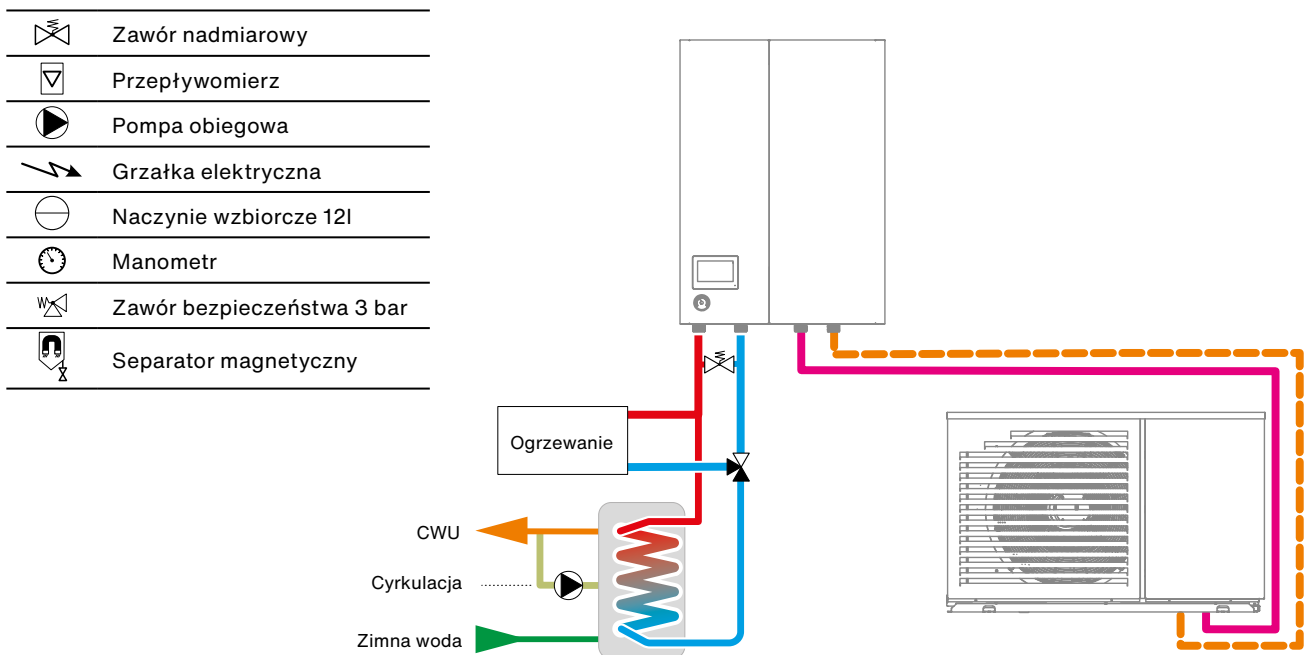 Zawór nadmiarowy
Przepływomierz
Pompa obiegowa
Grzałka elektryczna
Naczynie wzbiorcze 12l
Manometr
Zawór bezpieczeństwa 3 bar
Separator magnetyczny
Ogrzewanie
CWU
Cyrkulacja
Zimna woda